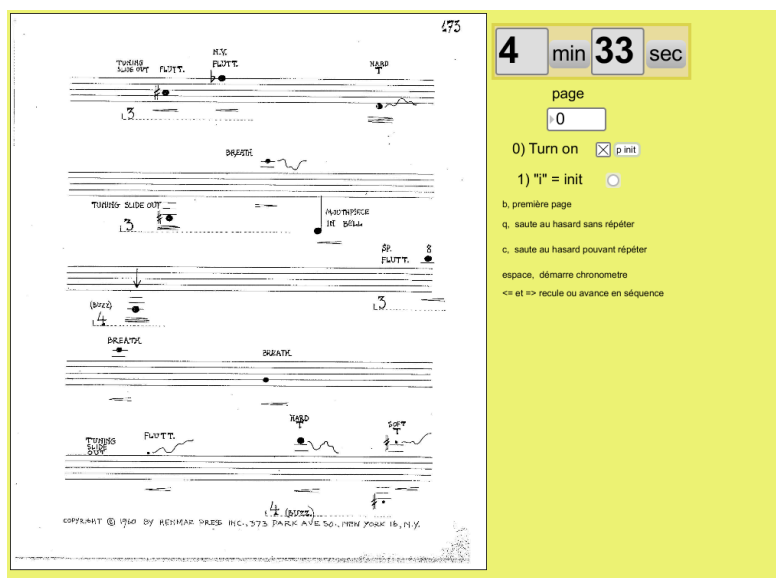 173
N.V.
TUNING
SLIDE OUT FLUTT. FLUTT. HARD
T
3
BREATH
TUNING SLIDE OUT
MOUTHPIECE
IN BELL
3
SP. 8
FLUTT.
(BUZZ)
4
3
BREATH
BREATH
HARD
T
SOFT
T
TUNING
SLIDE
OUT
FLUTT.
4 (BUZZ)
COPYRIGHT © 1960 BY HENMAR PRESS INC., 373 PARK AVE SO., NEW YORK 16, N.Y.
4 min 33 sec
page
0
0) Turn on p init
1) "i" = init
b, première page
q, saute au hasard sans répéter
c, saute au hasard pouvant répéter
espace, démarre chronometre
<= et => recule ou avance en séquence